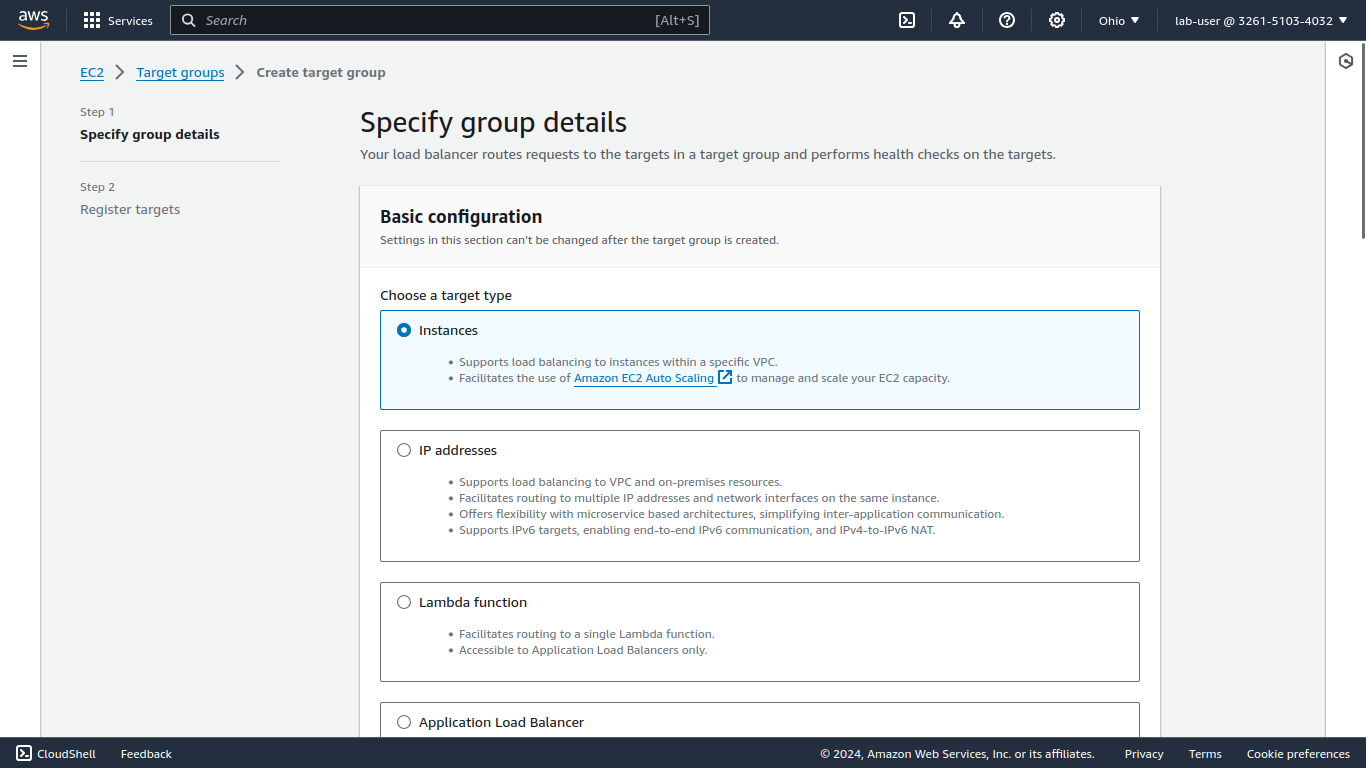 aws
Services
Search
[Alt+S]
Ohio
lab-user @ 3261-5103-4032
EC2 Target groups Create target group
Step 1
Specify group details
Step 2
Register targets
Specify group details
Your load balancer routes requests to the targets in a target group and performs health checks on the targets.
Basic configuration
Settings in this section can't be changed after the target group is created.
Choose a target type
Instances
• Supports load balancing to instances within a specific VPC.
• Facilitates the use of Amazon EC2 Auto Scaling to manage and scale your EC2 capacity.
IP addresses
• Supports load balancing to VPC and on-premises resources.
• Facilitates routing to multiple IP addresses and network interfaces on the same instance.
• Offers flexibility with microservice based architectures, simplifying inter-application communication.
• Supports IPv6 targets, enabling end-to-end IPv6 communication, and IPv4-to-IPv6 NAT.
Lambda function
• Facilitates routing to a single Lambda function.
• Accessible to Application Load Balancers only.
Application Load Balancer
CloudShell
Feedback
© 2024, Amazon Web Services, Inc. or its affiliates.
Privacy
Terms
Cookie preferences